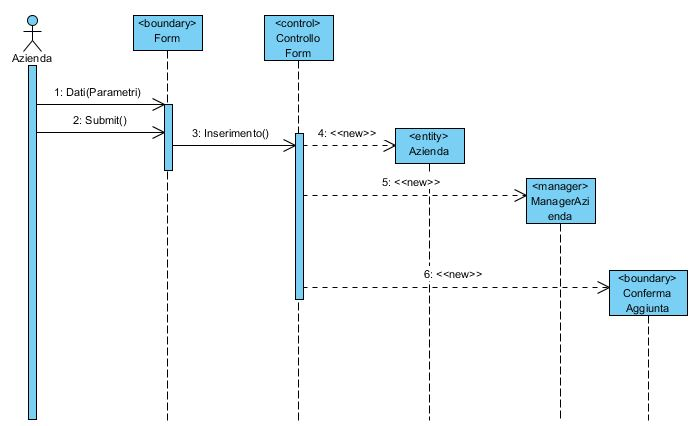 <boundary>
Form
<control>
Controllo
Form
Azienda
1: Dati(Parametri)
2: Submit()
3: Inserimento()
4: <<new>>
<entity>
Azienda
5: <<new>>
<manager>
ManagerAzi
enda
6: <<new>>
<boundary>
Conferma
Aggiunta